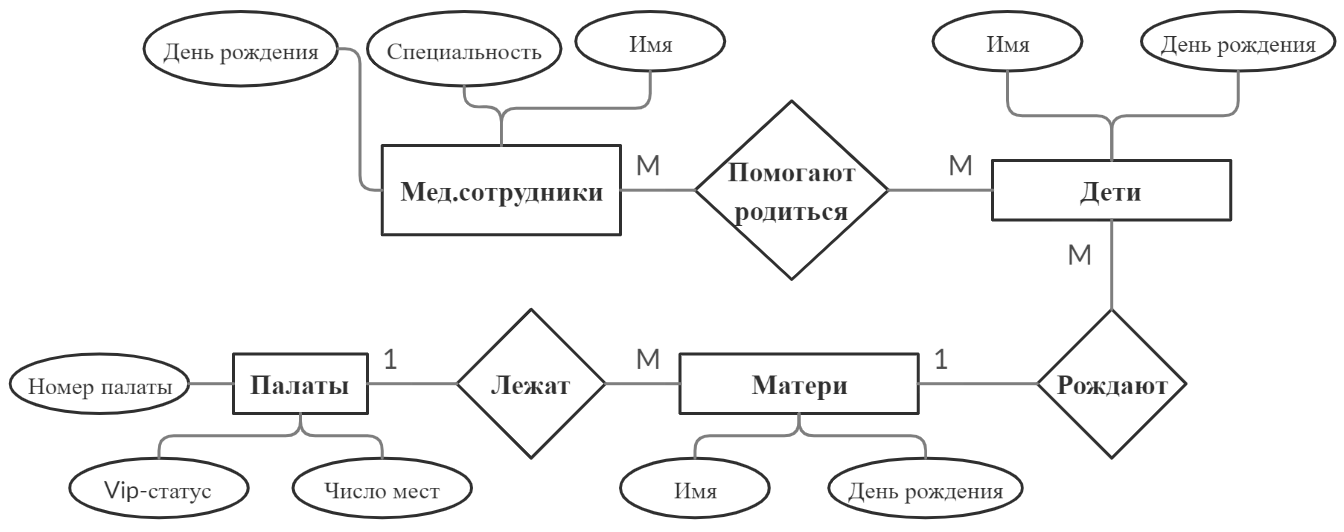 День рождения
Специальность
Имя
Имя
День рождения
Мед.сотрудники
М
Помогают
родиться
М
Дети
М
Номер палаты
Палаты
1
Лежат
М
Матери
1
Рождают
Vip-статус
Число мест
Имя
День рождения